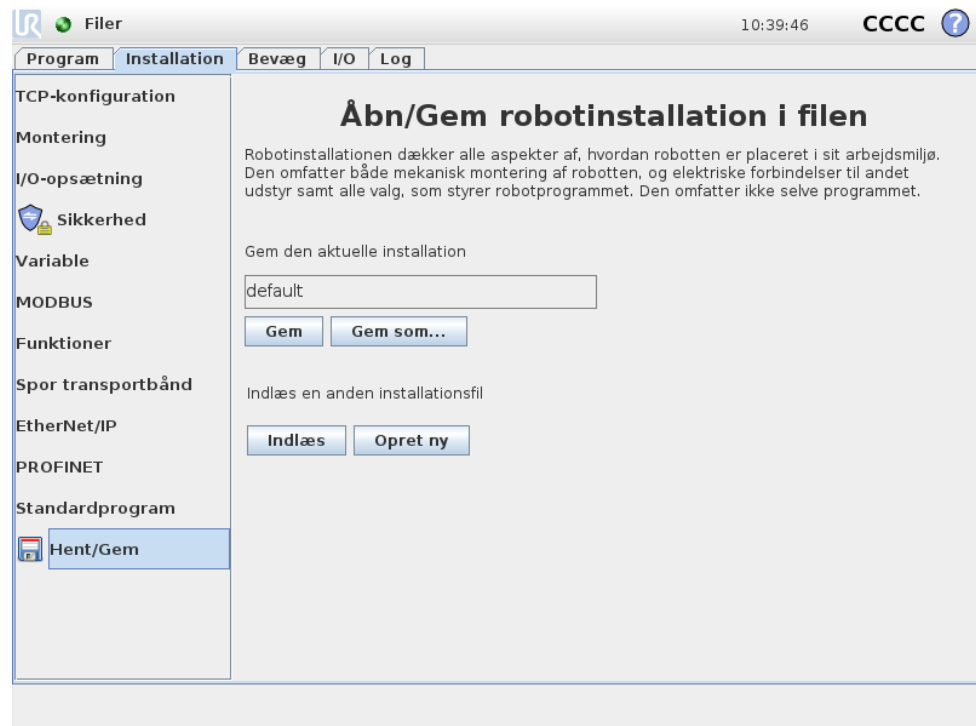 UR Filer 10:39:46 CCCC ?
Program Installation Bevæg I/O Log
TCP-konfiguration
Montering
I/O-opsætning
Sikkerhed
Variable
MODBUS
Funktioner
Spor transportbånd
EtherNet/IP
PROFINET
Standardprogram
Hent/Gem
Åbn/Gem robotinstallation i filen
Robotinstallationen dækker alle aspekter af, hvordan robotten er placeret i sit arbejdsmiljø.
Den omfatter både mekanisk montering af robotten, og elektriske forbindelser til andet
udstyr samt alle valg, som styrer robotprogrammet. Den omfatter ikke selve programmet.
Gem den aktuelle installation
default
Gem Gem som...
Indlæs en anden installationsfil
Indlæs Opret ny